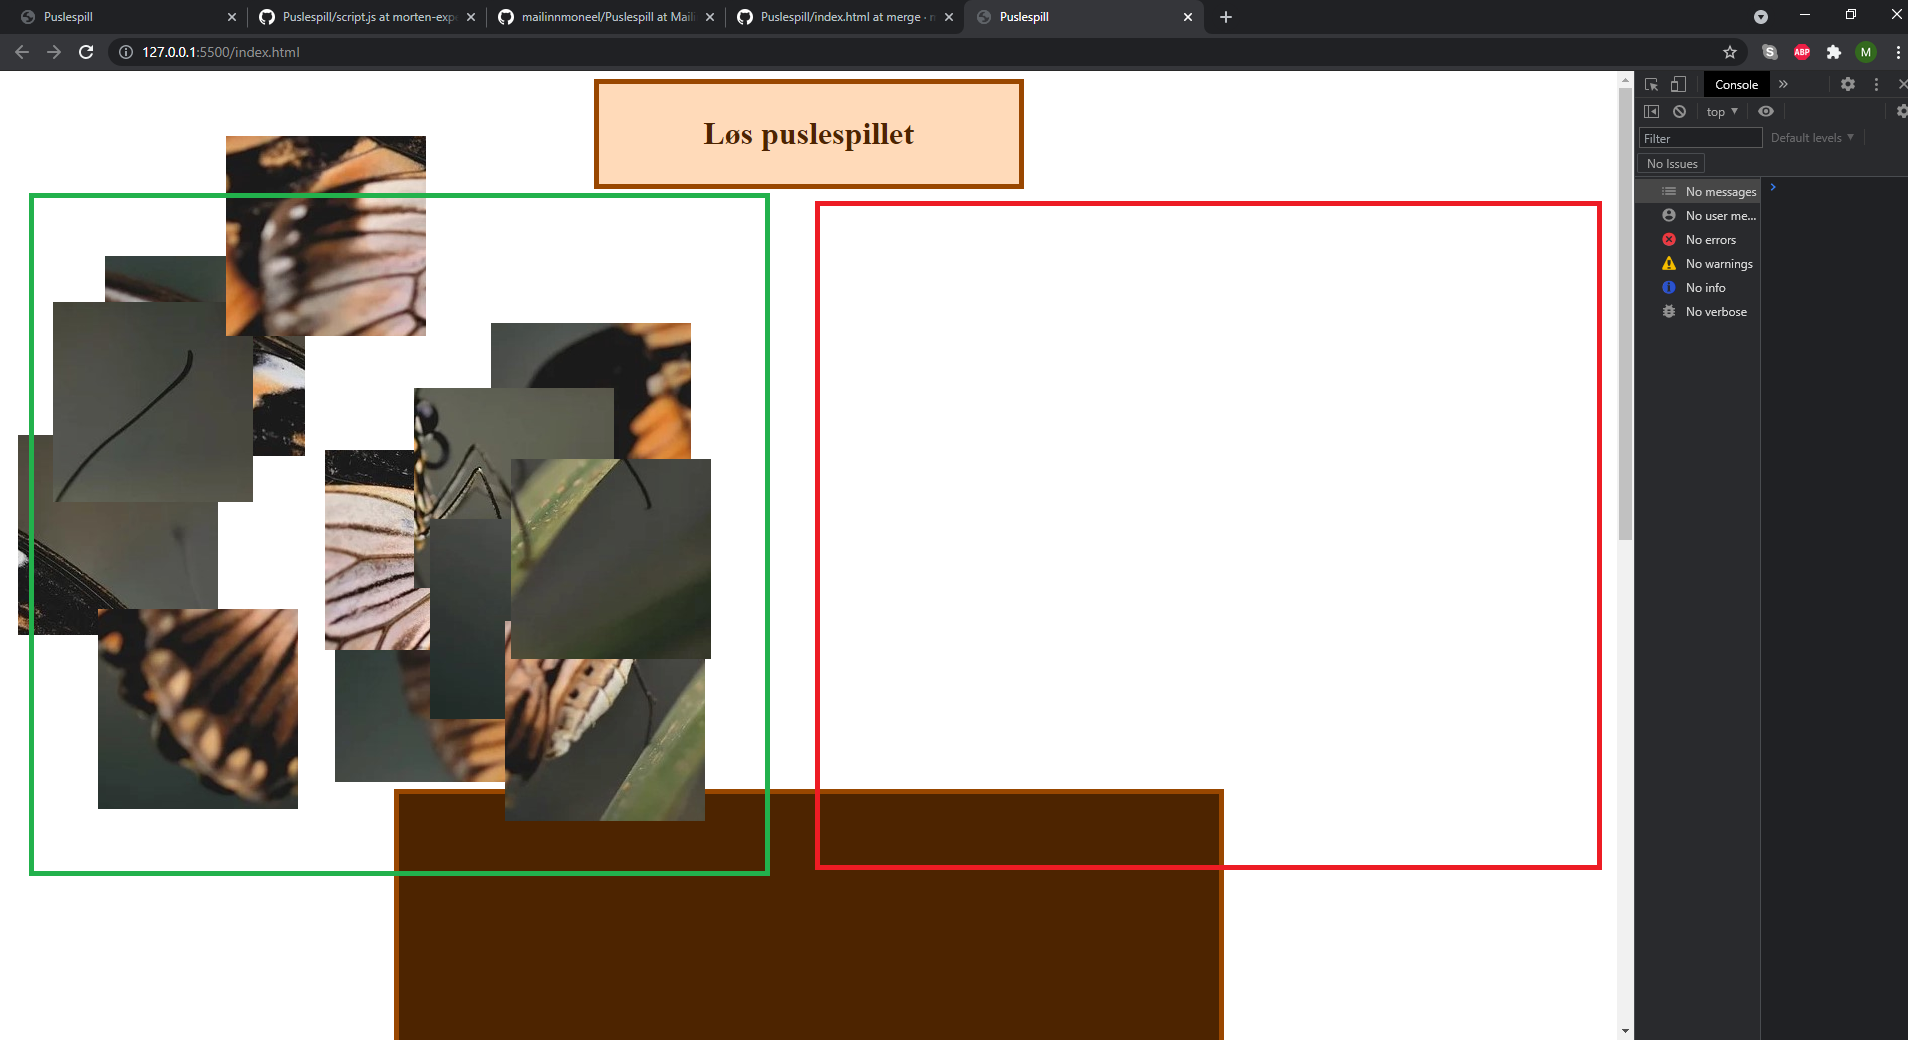 Puslespill
Puslespill/script.js at morten-exp
mailinnmoneel/Puslespill at Maili
Puslespill/index.html at merge · n
Puslespill
127.0.0.1:5500/index.html
ABP
M
Console
top
Filter
Default levels
No Issues
No messages
No user me...
No errors
No warnings
No info
No verbose
Løs puslespillet